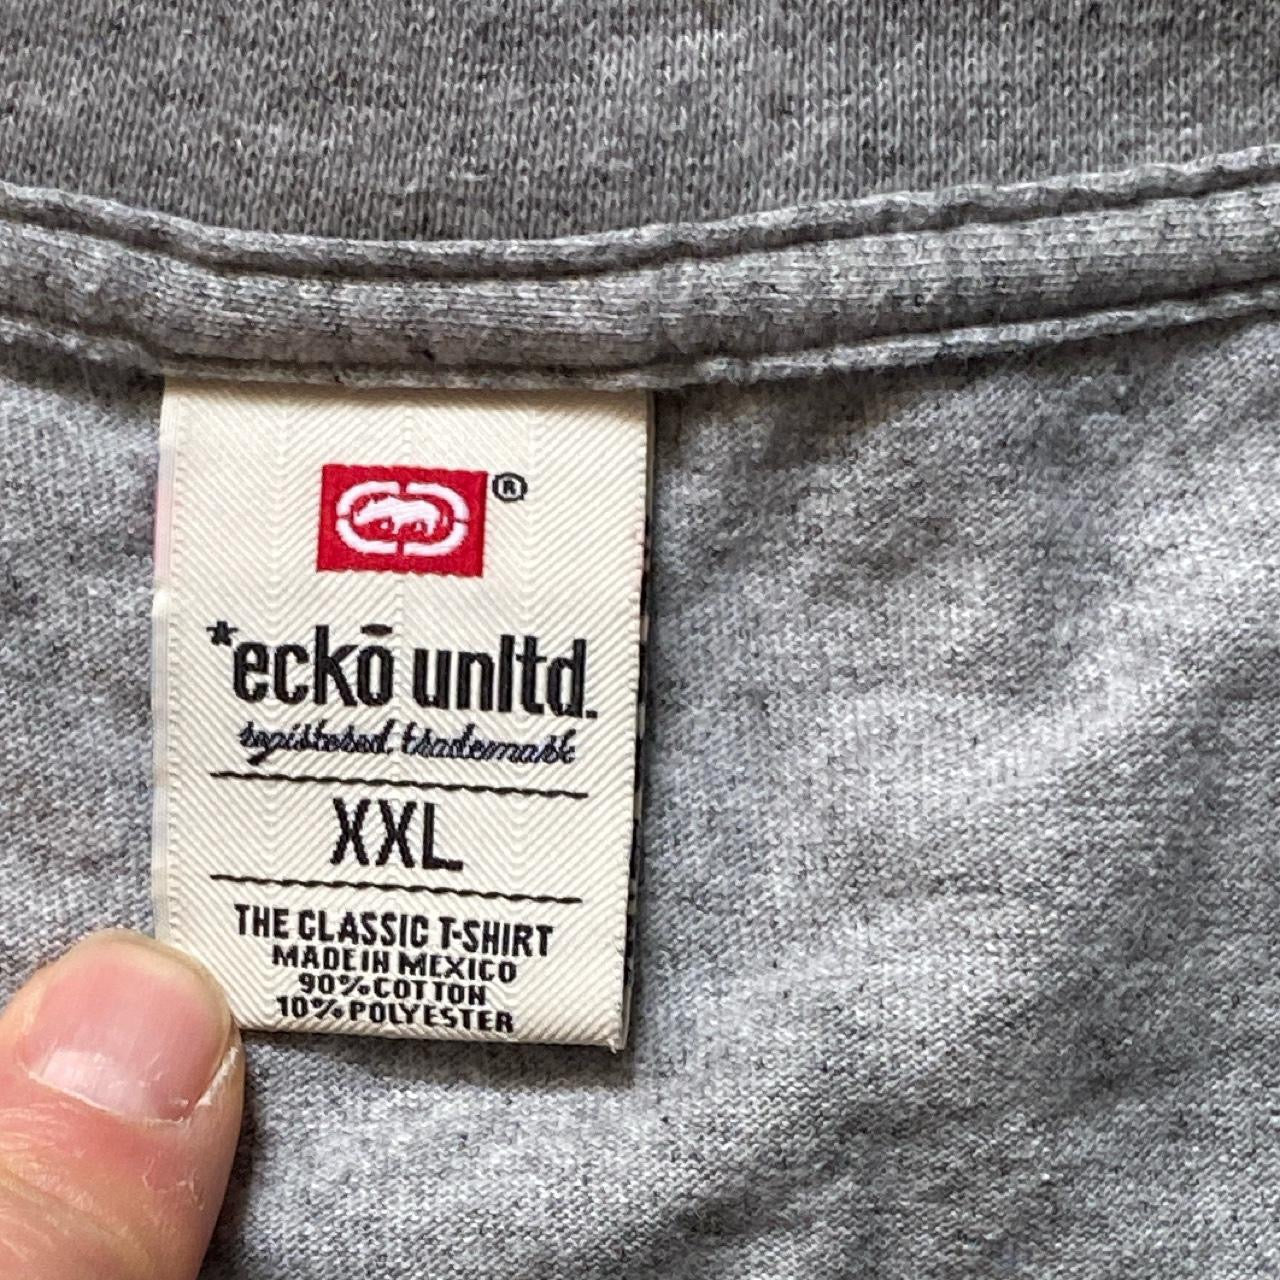 ®
*eckō unltd.
registered trademark
XXL
THE CLASSIC T-SHIRT
MADE IN MEXICO
90% COTTON
10% POLYESTER